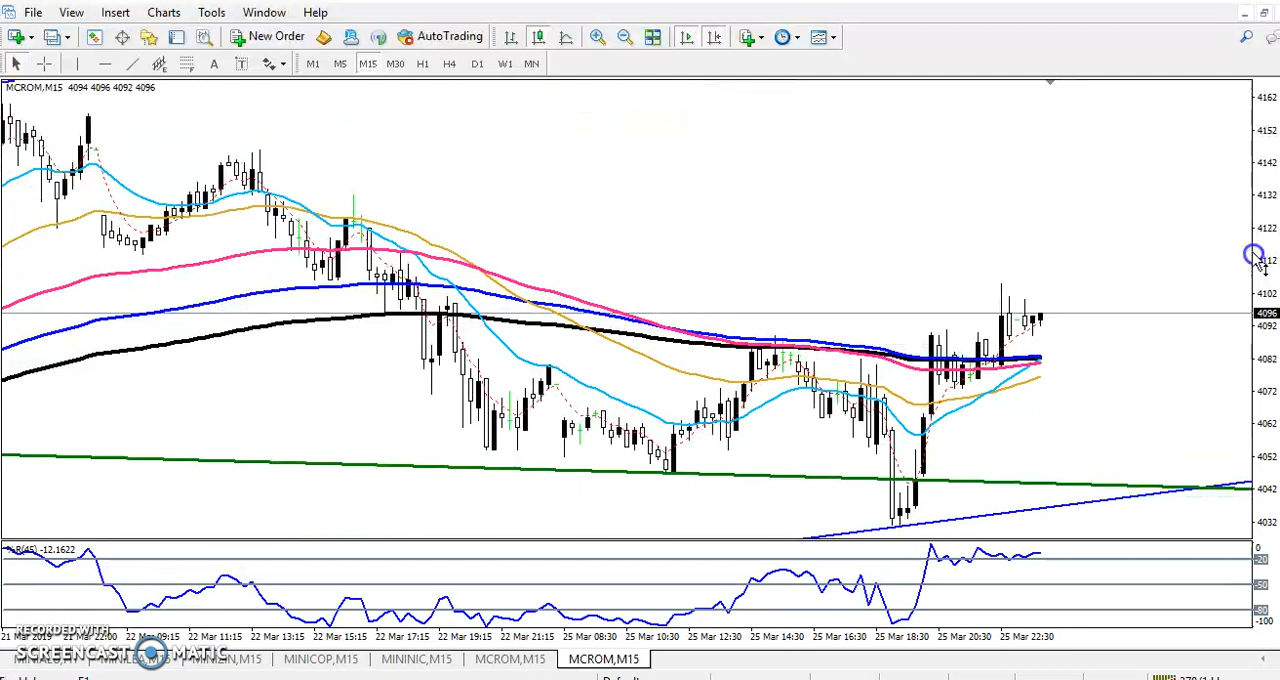 File View Insert Charts Tools Window Help
New Order AutoTrading
A T M1 M5 M15 M30 H1 H4 D1 W1 MN
MCROM,M15 4094 4096 4092 4096
4162
4152
4142
4132
4122
4112
4102
4096
4092
4082
4072
4062
4052
4042
4032
%R(45) -12.1622
0
-20
-50
-80
-100
21 Mar 2019 22 Mar 09:15 22 Mar 11:15 22 Mar 13:15 22 Mar 15:15 22 Mar 17:15 22 Mar 19:15 22 Mar 21:15 25 Mar 08:30 25 Mar 10:30 25 Mar 12:30 25 Mar 14:30 25 Mar 16:30 25 Mar 18:30 25 Mar 20:30 25 Mar 22:30
RECORDED WITH
SCREENCAST MATIC
MINICOP,M15 MININIC,M15 MCROM,M15 MCROM,M15